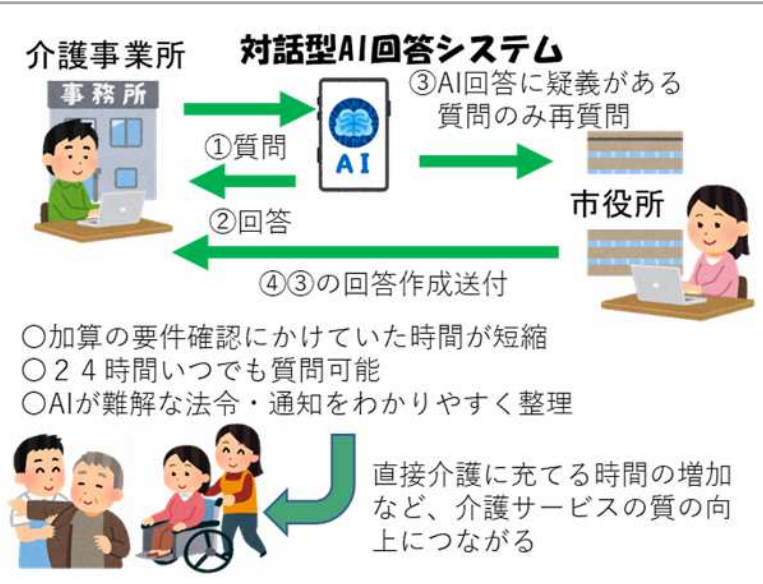 対話型AI回答システム
介護事業所
事務所
①質問
AI
②回答
③AI回答に疑義がある
質問のみ再質問
市役所
④③の回答作成送付
〇加算の要件確認にかけていた時間が短縮
〇２４時間いつでも質問可能
〇AIが難解な法令・通知をわかりやすく整理
直接介護に充てる時間の増加
など、介護サービスの質の向
上につながる